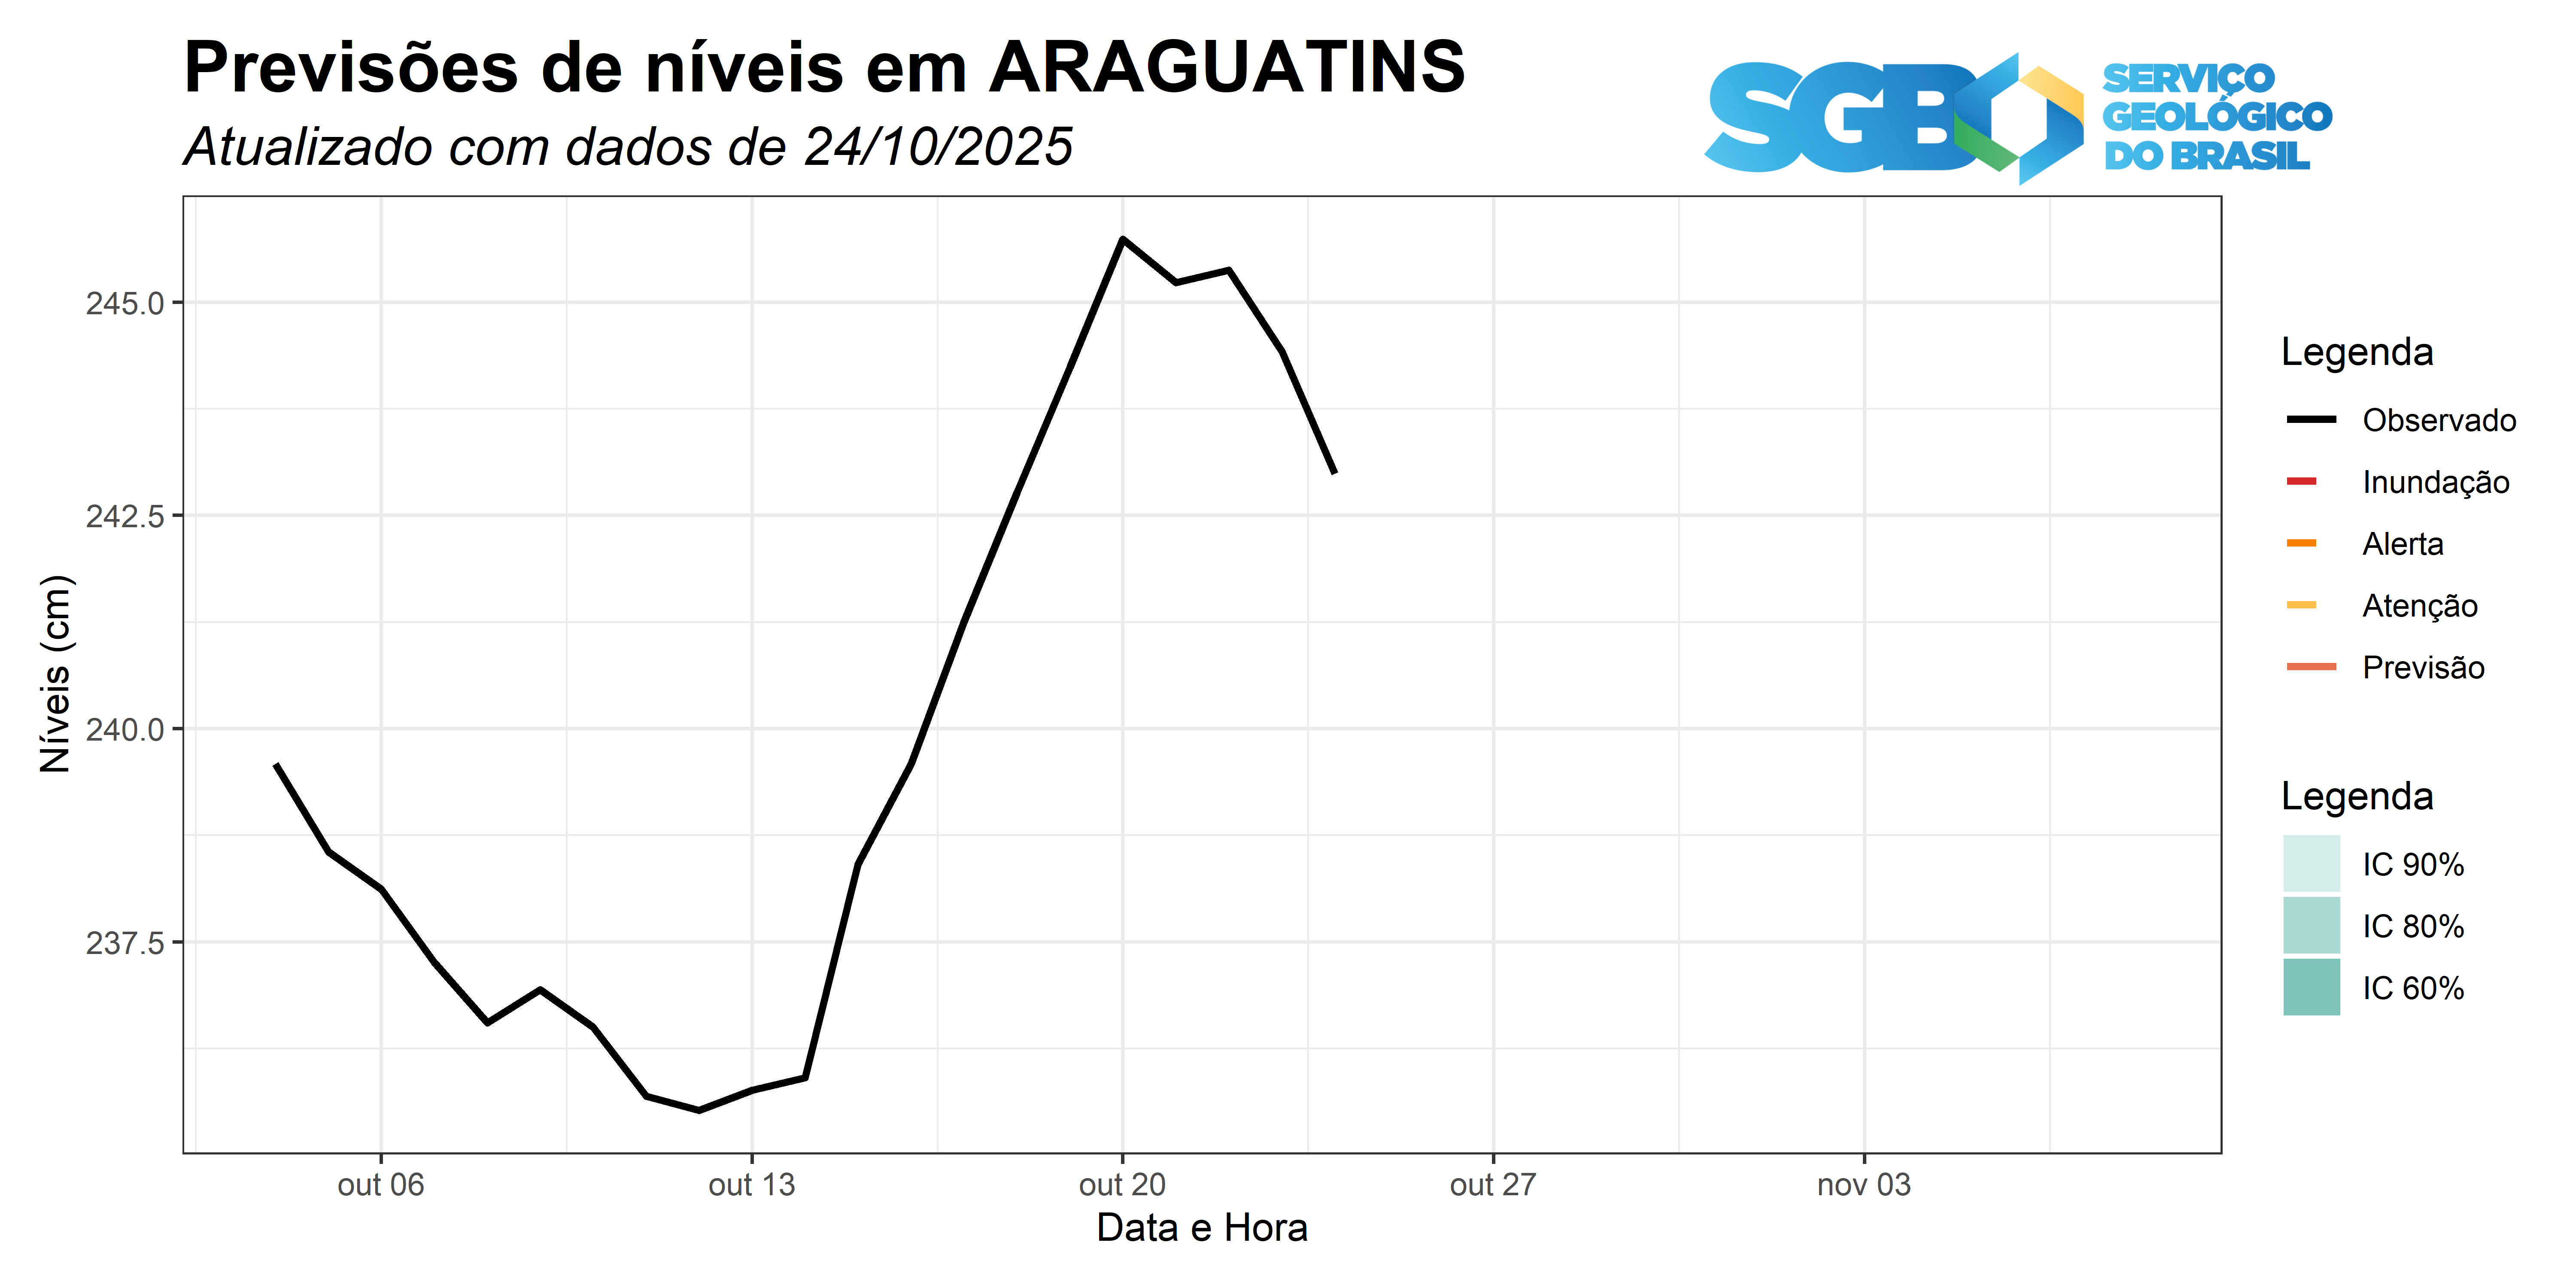 Previsões de níveis em ARAGUATINS
Atualizado com dados de 24/10/2025
SGB
SERVIÇO
GEOLÓGICO
DO BRASIL
245.0
242.5
240.0
237.5
Níveis (cm)
out 06
out 13
out 20
out 27
nov 03
Data e Hora
Legenda
Observado
Inundação
Alerta
Atenção
Previsão
Legenda
IC 90%
IC 80%
IC 60%